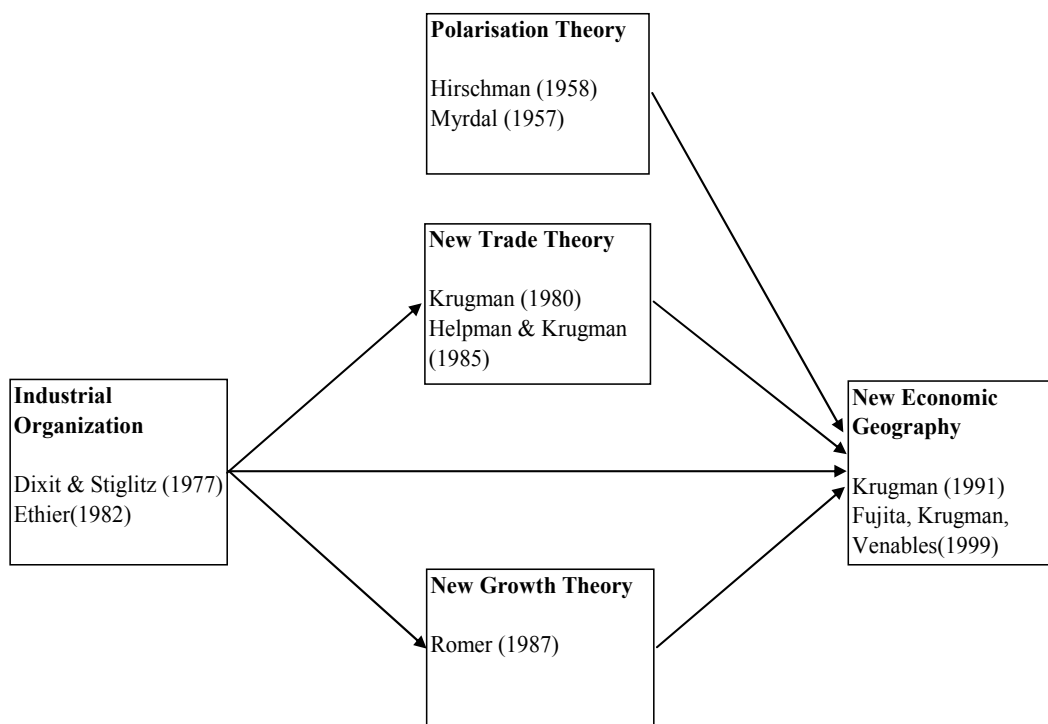 Polarisation Theory
Hirschman (1958)
Myrdal (1957)
New Trade Theory
Krugman (1980)
Helpman & Krugman
(1985)
Industrial
Organization
Dixit & Stiglitz (1977)
Ethier(1982)
New Economic
Geography
Krugman (1991)
Fujita, Krugman,
Venables(1999)
New Growth Theory
Romer (1987)